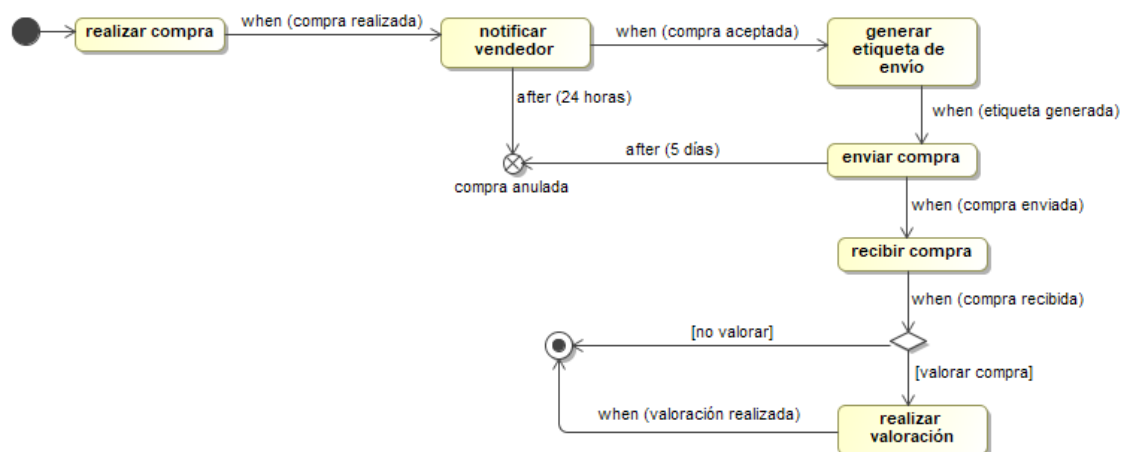 realizar compra
when (compra realizada)
notificar
vendedor
when (compra aceptada)
generar
etiqueta de
envío
after (24 horas)
when (etiqueta generada)
after (5 días)
enviar compra
compra anulada
when (compra enviada)
recibir compra
when (compra recibida)
[no valorar]
[valorar compra]
when (valoración realizada)
realizar
valoración